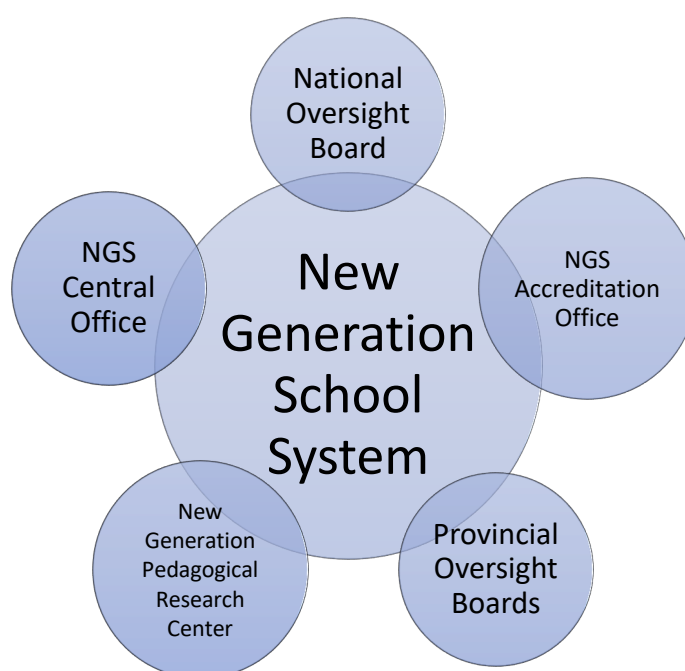 National
Oversight
Board
NGS
Central
Office
NGS
Accreditation
Office
New
Generation
School
System
New
Generation
Pedagogical
Research
Center
Provincial
Oversight
Boards